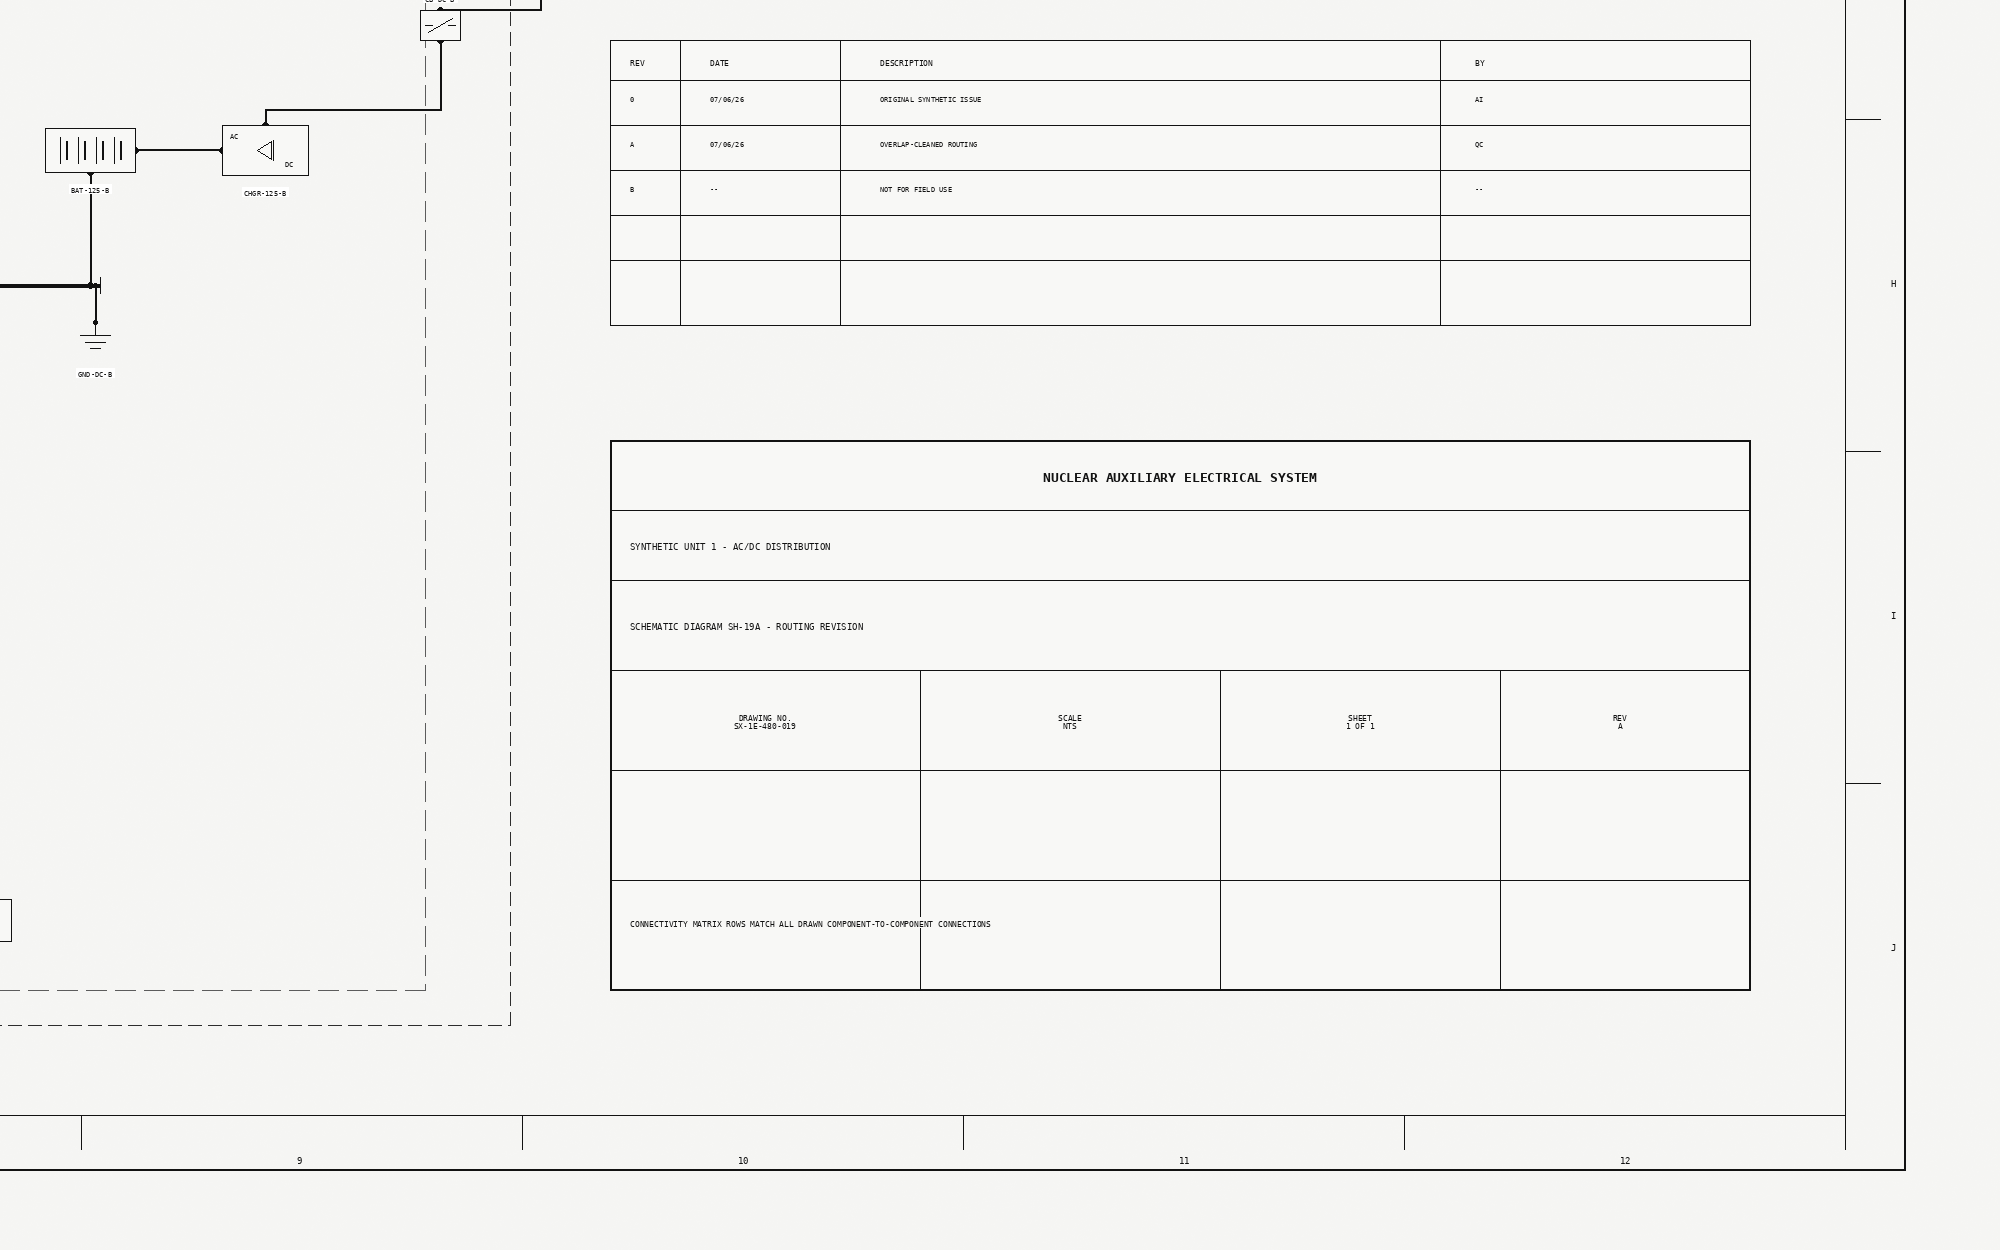 REV DATE DESCRIPTION BY
0 07/06/26 ORIGINAL SYNTHETIC ISSUE AI
A 07/06/26 OVERLAP-CLEANED ROUTING QC
B -- NOT FOR FIELD USE --
AC
DC
BAT-125-B
CHGR-125-B
GND-DC-B
H
NUCLEAR AUXILIARY ELECTRICAL SYSTEM
SYNTHETIC UNIT 1 - AC/DC DISTRIBUTION
SCHEMATIC DIAGRAM SH-19A - ROUTING REVISION
I
DRAWING NO.
SX-1E-480-019
SCALE
NTS
SHEET
1 OF 1
REV
A
CONNECTIVITY MATRIX ROWS MATCH ALL DRAWN COMPONENT-TO-COMPONENT CONNECTIONS
J
9 10 11 12